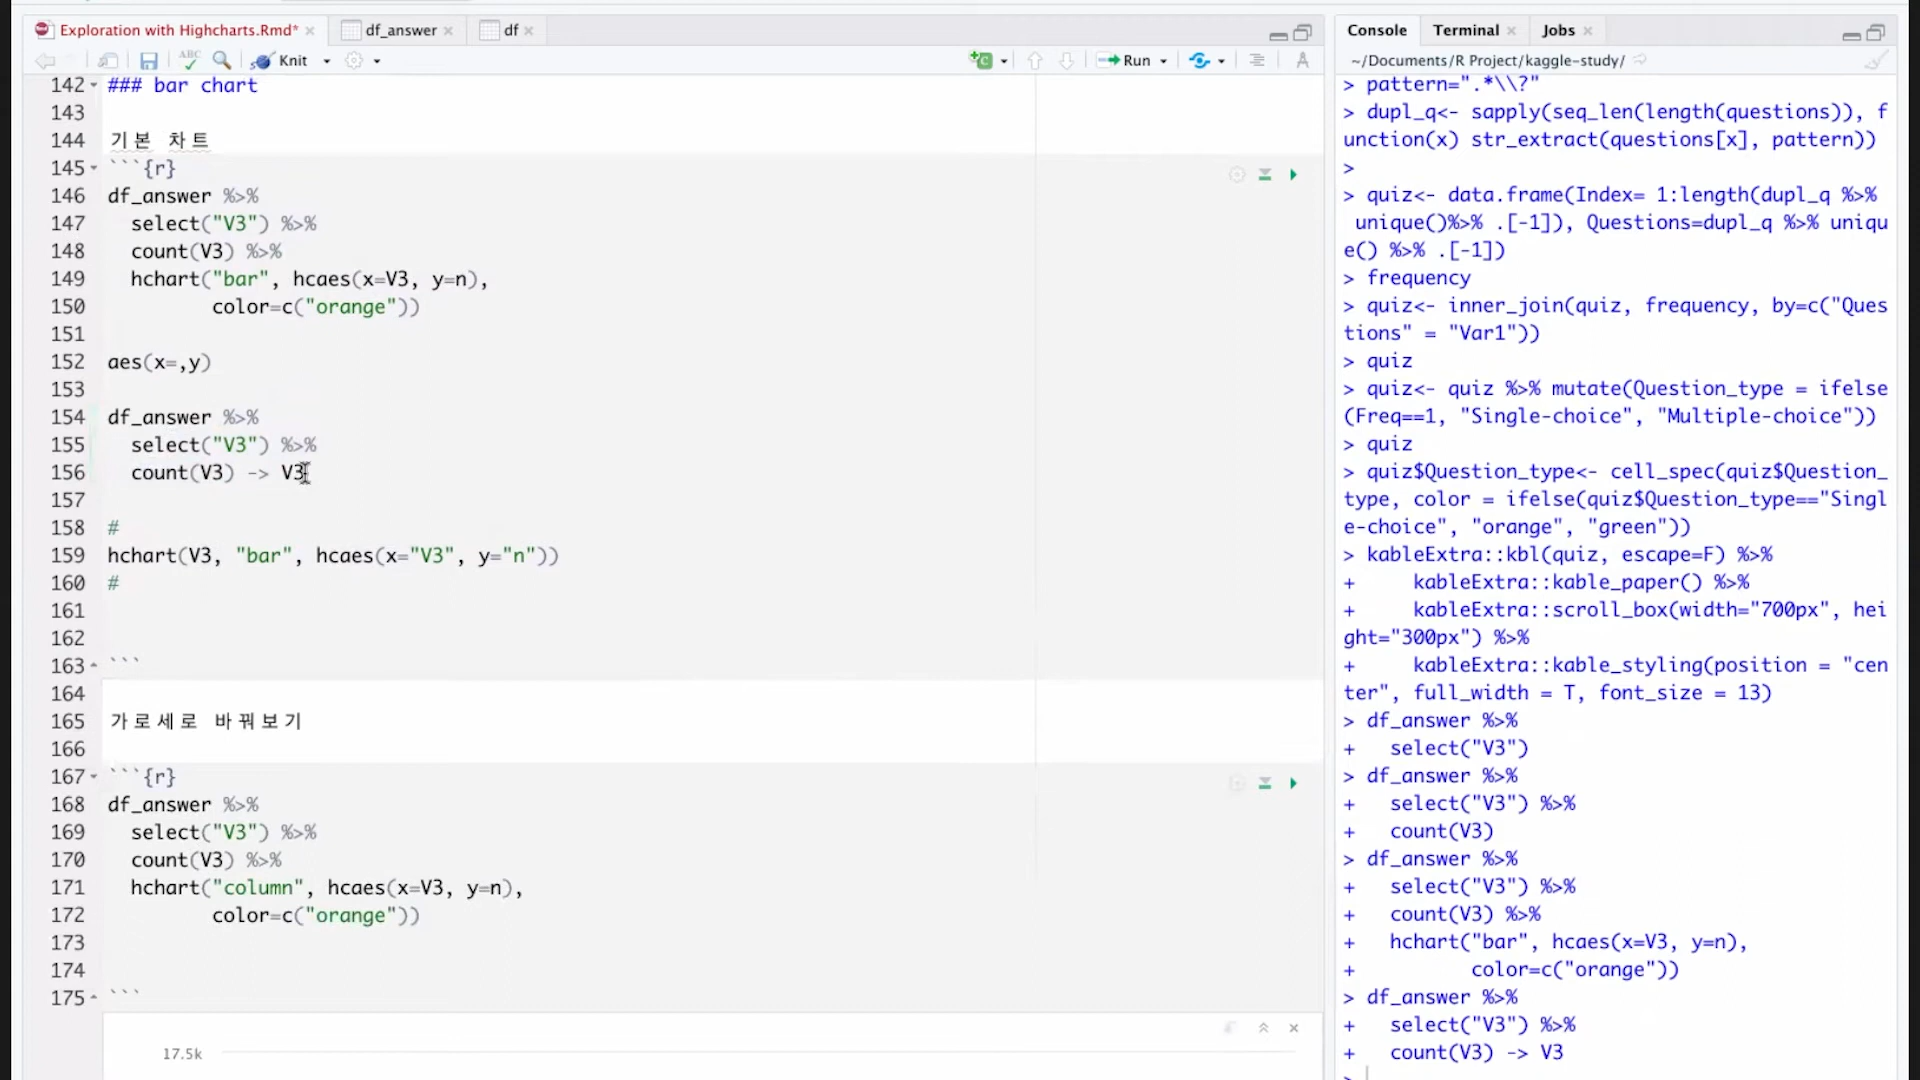 Exploration with Highcharts.Rmd*
df_answer
df
Knit
Run
142 ### bar chart
143
144 기본 차트
145 ```{r}
146 df_answer %>%
147   select("V3") %>%
148   count(V3) %>%
149   hchart("bar", hcaes(x=V3, y=n),
150          color=c("orange"))
151
152 aes(x=,y)
153
154 df_answer %>%
155   select("V3") %>%
156   count(V3) -> V3
157
158 #
159 hchart(V3, "bar", hcaes(x="V3", y="n"))
160 #
161
162
163 ```
164
165 가로세로 바꿔보기
166
167 ```{r}
168 df_answer %>%
169   select("V3") %>%
170   count(V3) %>%
171   hchart("column", hcaes(x=V3, y=n),
172          color=c("orange"))
173
174
175 ```
17.5k
Console Terminal Jobs
~/Documents/R Project/kaggle-study/
> pattern=".*\\?"
> dupl_q<- sapply(seq_len(length(questions)), f
unction(x) str_extract(questions[x], pattern))
>
> quiz<- data.frame(Index= 1:length(dupl_q %>%
 unique()%>% .[-1]), Questions=dupl_q %>% uniqu
e() %>% .[-1])
> frequency
> quiz<- inner_join(quiz, frequency, by=c("Ques
tions" = "Var1"))
> quiz
> quiz<- quiz %>% mutate(Question_type = ifelse
(Freq==1, "Single-choice", "Multiple-choice"))
> quiz
> quiz$Question_type<- cell_spec(quiz$Question_
type, color = ifelse(quiz$Question_type=="Singl
e-choice", "orange", "green"))
> kableExtra::kbl(quiz, escape=F) %>%
+     kableExtra::kable_paper() %>%
+     kableExtra::scroll_box(width="700px", hei
ght="300px") %>%
+     kableExtra::kable_styling(position = "cen
ter", full_width = T, font_size = 13)
> df_answer %>%
+   select("V3")
> df_answer %>%
+   select("V3") %>%
+   count(V3)
> df_answer %>%
+   select("V3") %>%
+   count(V3) %>%
+   hchart("bar", hcaes(x=V3, y=n),
+          color=c("orange"))
> df_answer %>%
+   select("V3") %>%
+   count(V3) -> V3
>